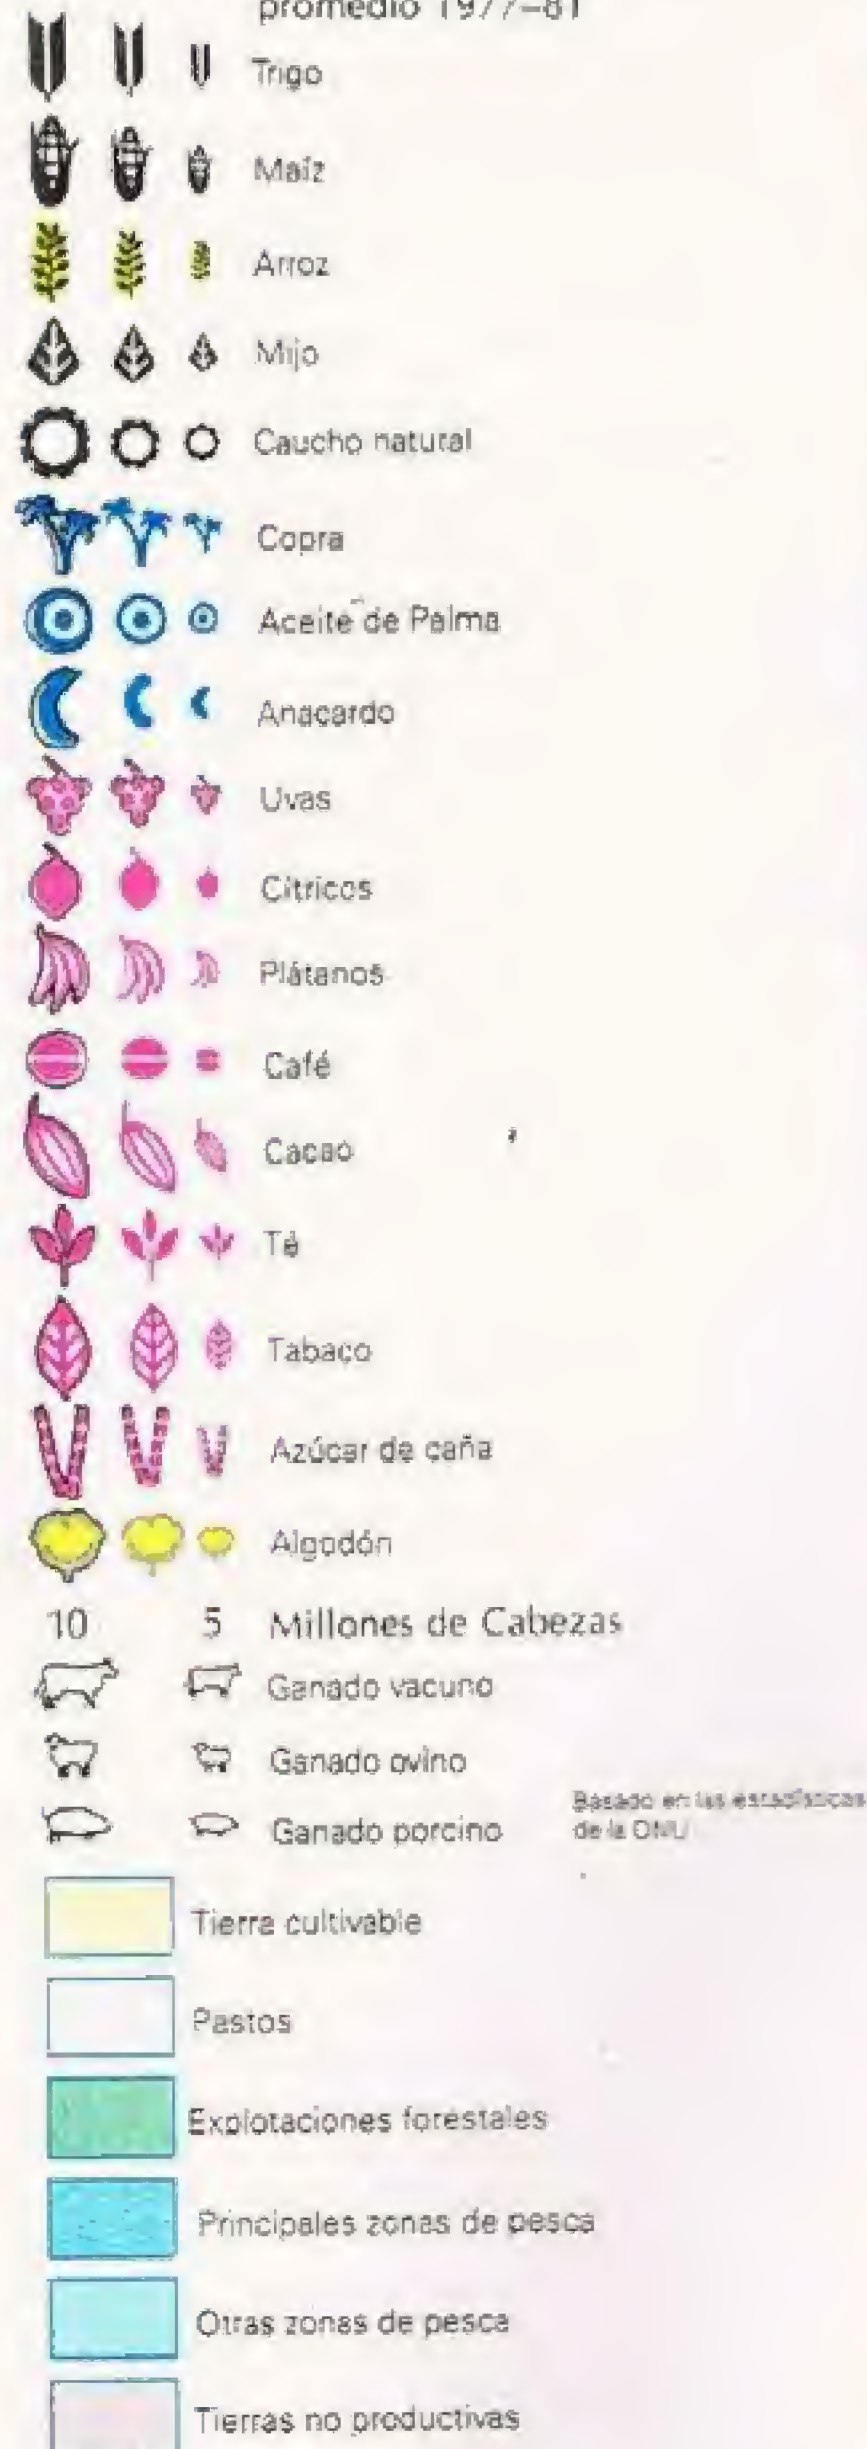 promedio 1977–81
Trigo
Maíz
Arroz
Mijo
Caucho natural
Copra
Aceite de Palma
Anacardo
Uvas
Cítricos
Plátanos
Café
Cacao
Té
Tabaco
Azúcar de caña
Algodón
10 5 Millones de Cabezas
Ganado vacuno
Ganado ovino
Ganado porcino
Basado en las estadísticas
de la ONU
Tierra cultivable
Pastos
Explotaciones forestales
Principales zonas de pesca
Otras zonas de pesca
Tierras no productivas